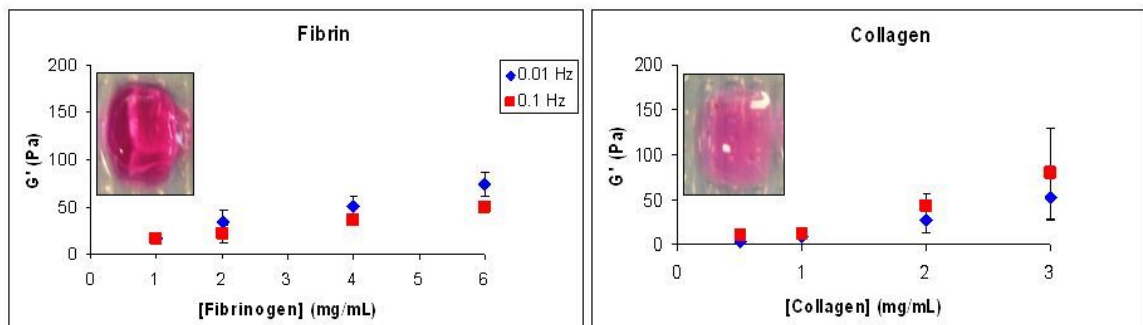 Fibrin
200
150
100
50
0
G' (Pa)
0.01 Hz
0.1 Hz
0 1 2 3 4 5 6
[Fibrinogen] (mg/mL)
Collagen
200
150
100
50
0
G' (Pa)
0 1 2 3
[Collagen] (mg/mL)